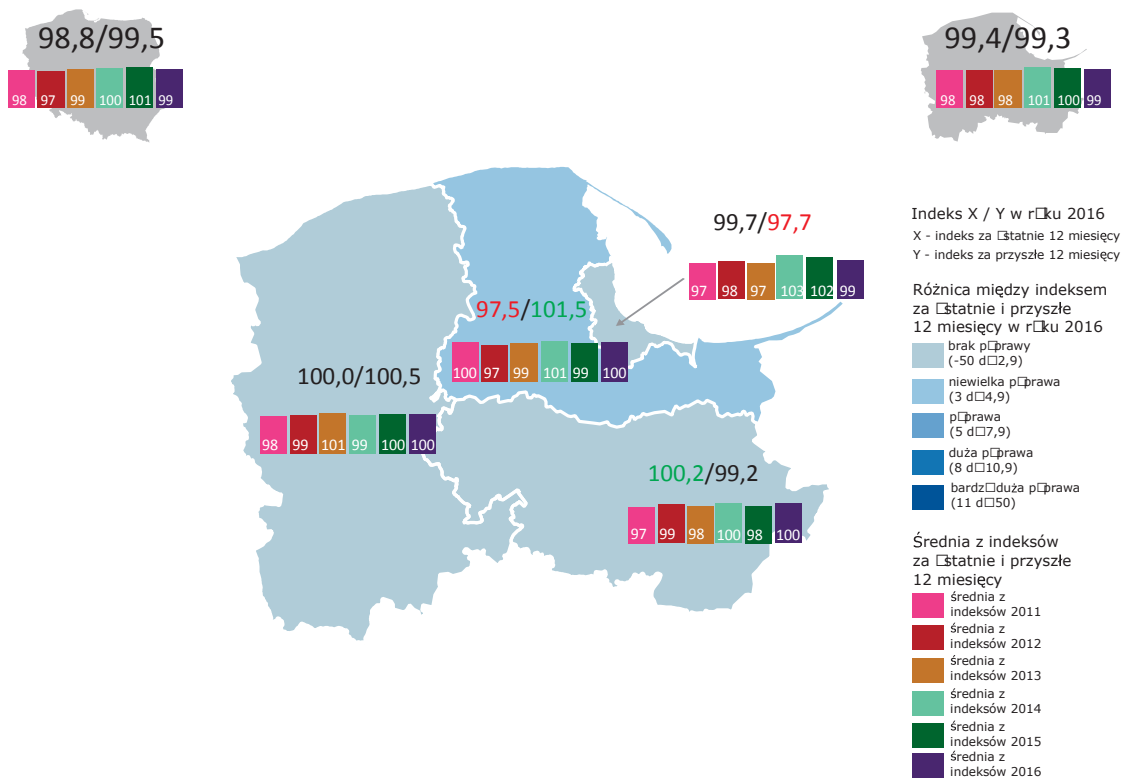 98,8/99,5
98 97 99 100 101 99
99,4/99,3
98 98 98 101 100 99
99,7/97,7
97 98 97 103 102 99
97,5/101,5
100 97 99 101 99 100
100,0/100,5
98 99 101 99 100 100
100,2/99,2
97 99 98 100 98 100
Indeks X / Y w r□ku 2016
X - indeks za □statnie 12 miesięcy
Y - indeks za przyszłe 12 miesięcy
Różnica między indeksem
za □statnie i przyszłe
12 miesięcy w r□ku 2016
brak p□prawy
(-50 d□2,9)
niewielka p□prawa
(3 d□4,9)
p□prawa
(5 d□7,9)
duża p□prawa
(8 d□10,9)
bardz□duża p□prawa
(11 d□50)
Średnia z indeksów
za □statnie i przyszłe
12 miesięcy
średnia z
indeksów 2011
średnia z
indeksów 2012
średnia z
indeksów 2013
średnia z
indeksów 2014
średnia z
indeksów 2015
średnia z
indeksów 2016